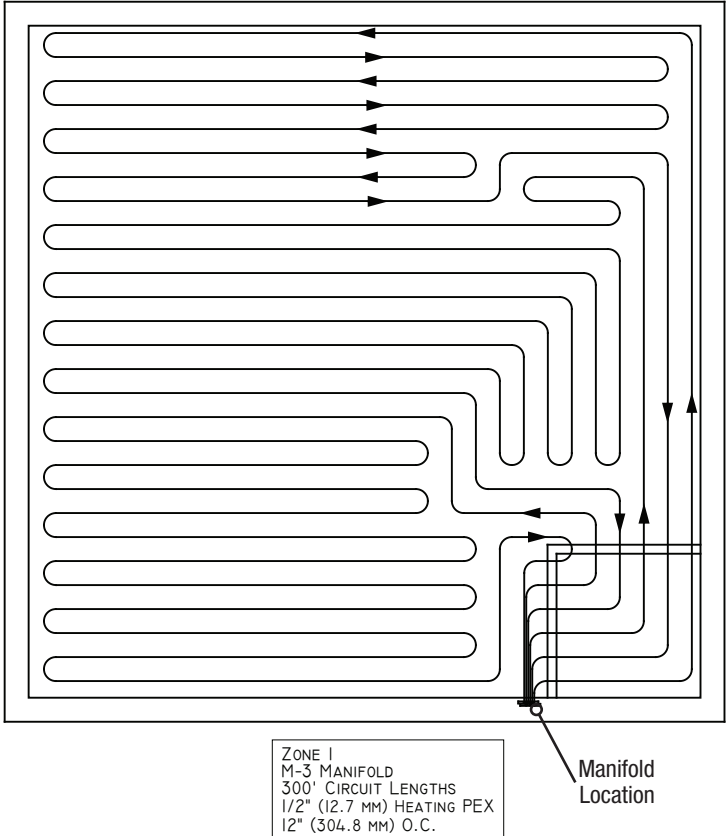 ZONE 1
M-3 MANIFOLD
300' CIRCUIT LENGTHS
1/2" (12.7 MM) HEATING PEX
12" (304.8 MM) O.C.
Manifold
Location